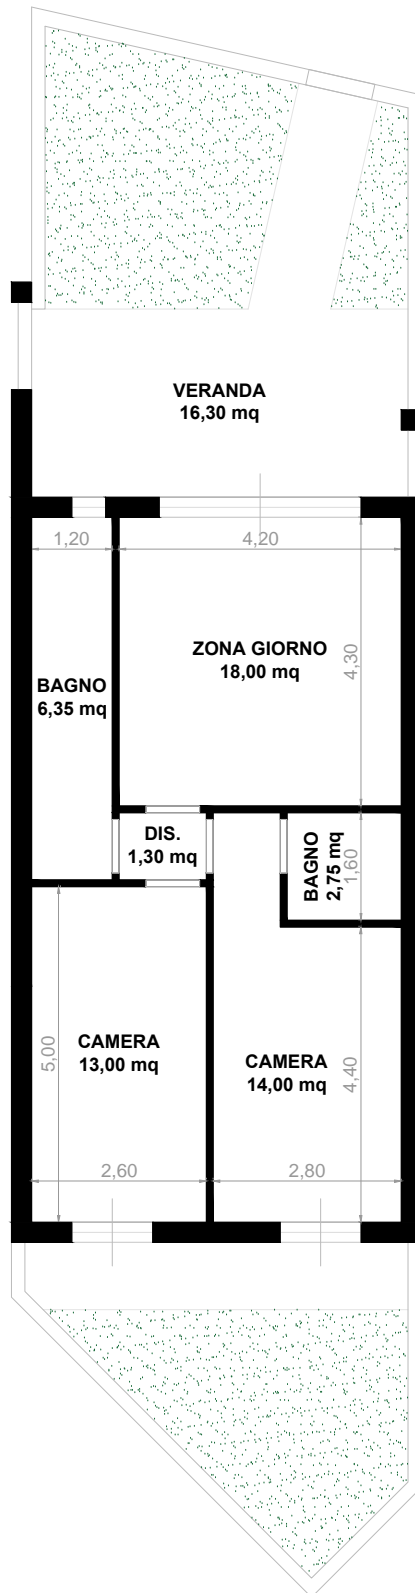 VERANDA
16,30 mq
1,20
4,20
ZONA GIORNO
18,00 mq
4,30
BAGNO
6,35 mq
DIS.
1,30 mq
BAGNO
2,75 mq
1,60
CAMERA
13,00 mq
5,00
CAMERA
14,00 mq
4,40
2,60
2,80